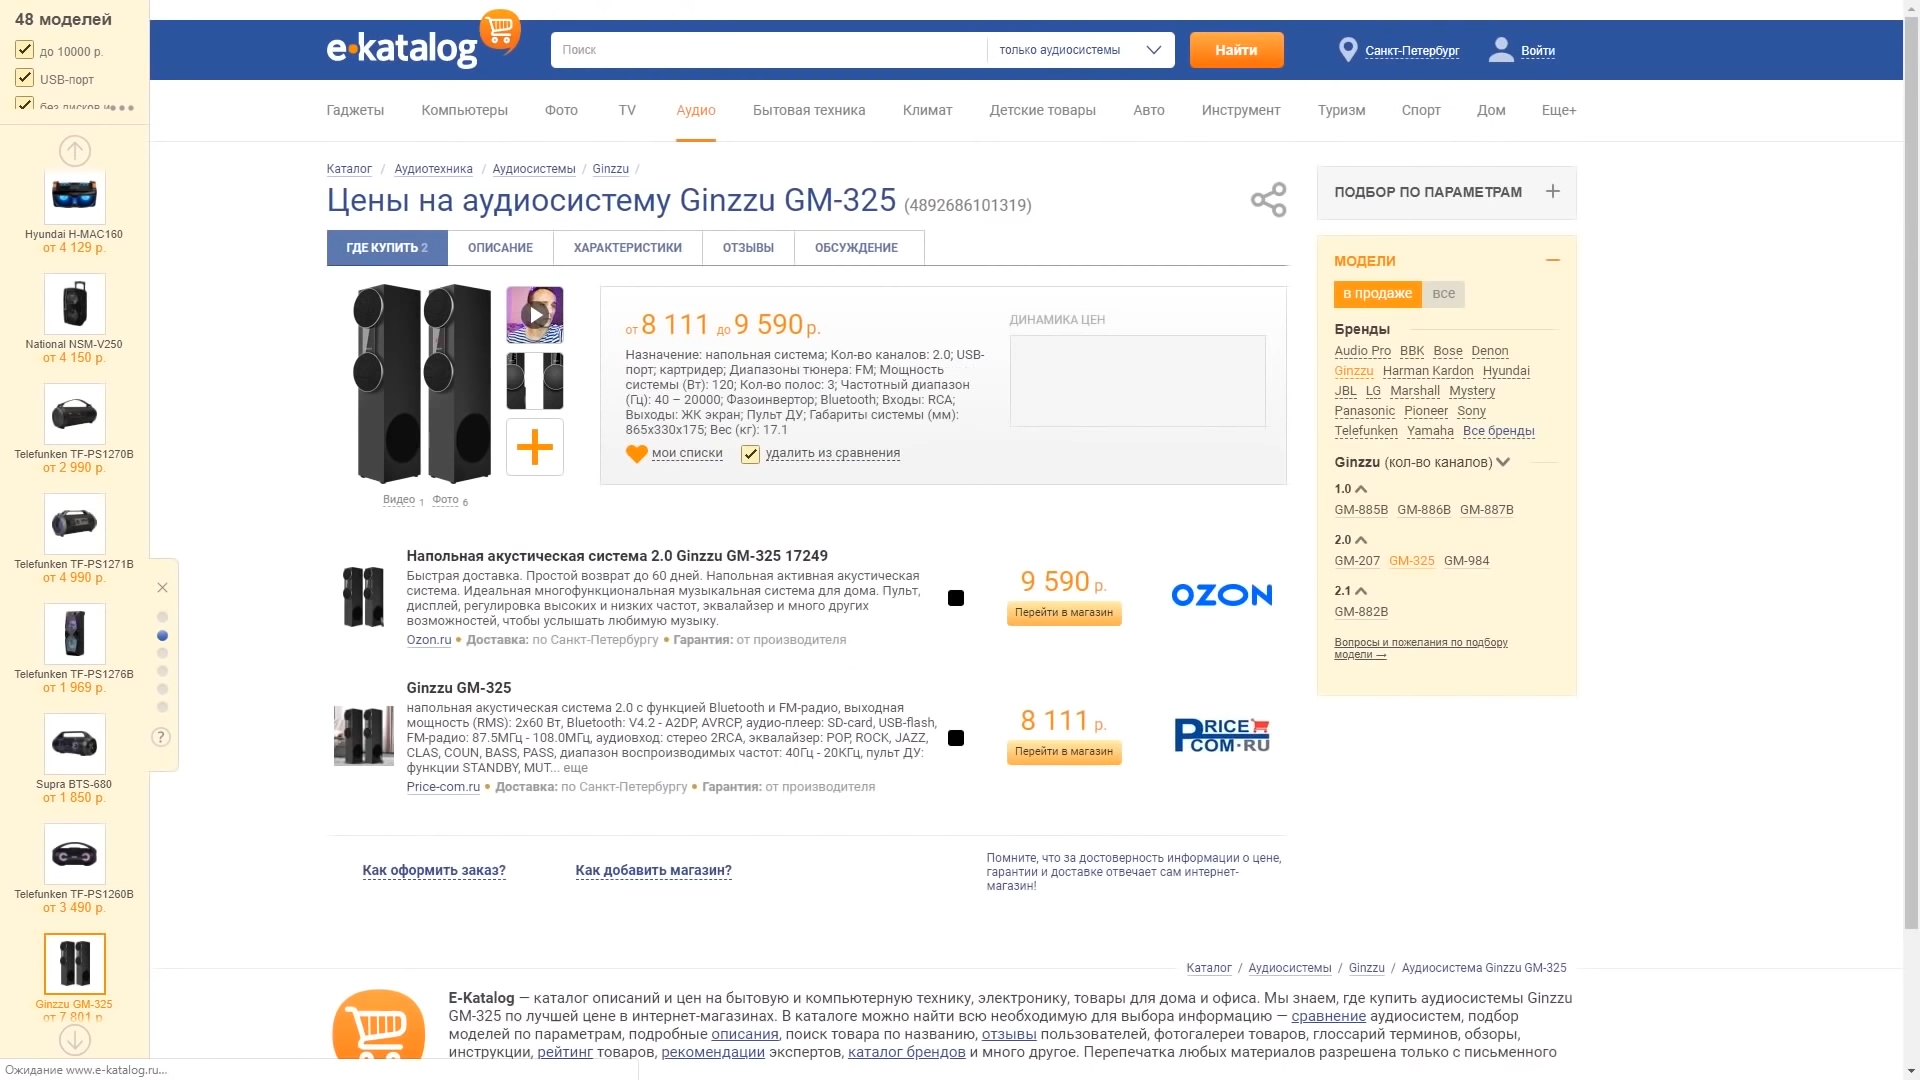 48 моделей
до 10000 р.
USB-порт
без дисков и
Hyundai H-MAC160
от 4 129 р.
National NSM-V250
от 4 150 р.
Telefunken TF-PS1270B
от 2 990 р.
Telefunken TF-PS1271B
от 4 990 р.
Telefunken TF-PS1276B
от 1 969 р.
Supra BTS-680
от 1 850 р.
Telefunken TF-PS1260B
от 3 490 р.
Ginzzu GM-325
от 7 801 р.
?
e·katalog
Поиск
только аудиосистемы
Найти
Санкт-Петербург
Войти
Гаджеты Компьютеры Фото TV Аудио Бытовая техника Климат Детские товары Авто Инструмент Туризм Спорт Дом Еще+
Каталог / Аудиотехника / Аудиосистемы / Ginzzu /
Цены на аудиосистему Ginzzu GM-325 (4892686101319)
ГДЕ КУПИТЬ 2 ОПИСАНИЕ ХАРАКТЕРИСТИКИ ОТЗЫВЫ ОБСУЖДЕНИЕ
Видео 1 Фото 6
от 8 111 до 9 590 р.
Назначение: напольная система; Кол-во каналов: 2.0; USB-
порт; картридер; Диапазоны тюнера: FM; Мощность
системы (Вт): 120; Кол-во полос: 3; Частотный диапазон
(Гц): 40 – 20000; Фазоинвертор; Bluetooth; Входы: RCA;
Выходы: ЖК экран; Пульт ДУ; Габариты системы (мм):
865x330x175; Вес (кг): 17.1
мои списки удалить из сравнения
ДИНАМИКА ЦЕН
Напольная акустическая система 2.0 Ginzzu GM-325 17249
Быстрая доставка. Простой возврат до 60 дней. Напольная активная акустическая
система. Идеальная многофункциональная музыкальная система для дома. Пульт,
дисплей, регулировка высоких и низких частот, эквалайзер и много других
возможностей, чтобы услышать любимую музыку.
Ozon.ru • Доставка: по Санкт-Петербургу • Гарантия: от производителя
9 590 р.
Перейти в магазин
OZON
Ginzzu GM-325
напольная акустическая система 2.0 с функцией Bluetooth и FM-радио, выходная
мощность (RMS): 2x60 Вт, Bluetooth: V4.2 - A2DP, AVRCP, аудио-плеер: SD-card, USB-flash,
FM-радио: 87.5МГц - 108.0МГц, аудиовход: стерео 2RCA, эквалайзер: POP, ROCK, JAZZ,
CLAS, COUN, BASS, PASS, диапазон воспроизводимых частот: 40Гц - 20КГц, пульт ДУ:
функции STANDBY, MUT... еще
Price-com.ru • Доставка: по Санкт-Петербургу • Гарантия: от производителя
8 111 р.
Перейти в магазин
PRICE
COM·RU
Как оформить заказ?
Как добавить магазин?
Помните, что за достоверность информации о цене,
гарантии и доставке отвечает сам интернет-
магазин!
ПОДБОР ПО ПАРАМЕТРАМ
МОДЕЛИ
в продаже все
Бренды
Audio Pro BBK Bose Denon
Ginzzu Harman Kardon Hyundai
JBL LG Marshall Mystery
Panasonic Pioneer Sony
Telefunken Yamaha Все бренды
Ginzzu (кол-во каналов)
1.0
GM-885B GM-886B GM-887B
2.0
GM-207 GM-325 GM-984
2.1
GM-882B
Вопросы и пожелания по подбору
модели →
Каталог / Аудиосистемы / Ginzzu / Аудиосистема Ginzzu GM-325
E-Katalog — каталог описаний и цен на бытовую и компьютерную технику, электронику, товары для дома и офиса. Мы знаем, где купить аудиосистемы Ginzzu
GM-325 по лучшей цене в интернет-магазинах. В каталоге можно найти всю необходимую для выбора информацию — сравнение аудиосистем, подбор
моделей по параметрам, подробные описания, поиск товара по названию, отзывы пользователей, фотогалереи товаров, глоссарий терминов, обзоры,
инструкции, рейтинг товаров, рекомендации экспертов, каталог брендов и много другое. Перепечатка любых материалов разрешена только с письменного
Ожидание www.e-katalog.ru...